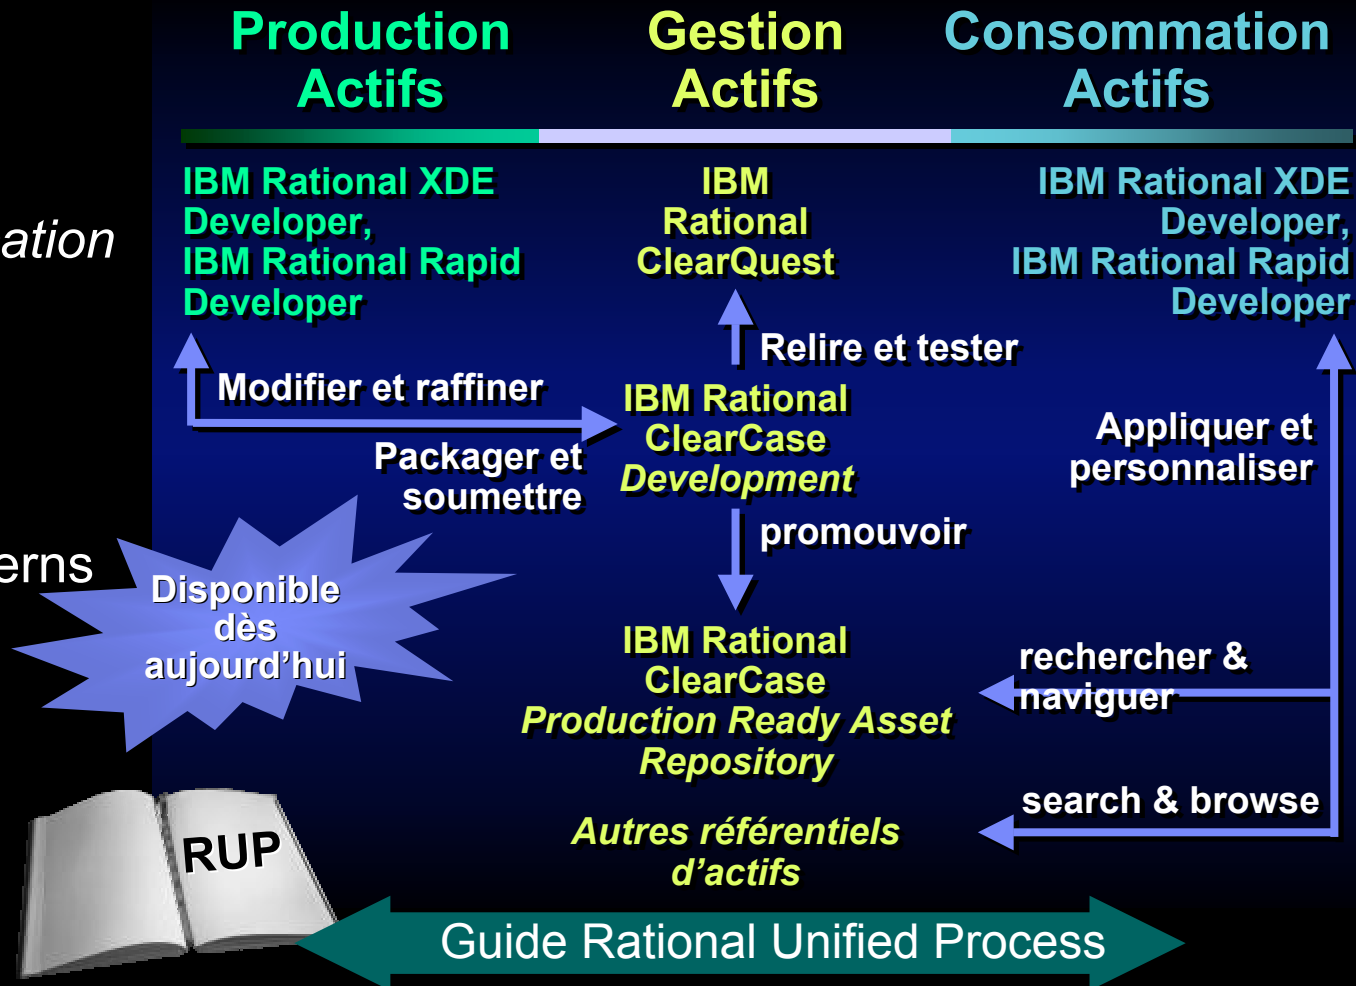 Production
Actifs
Gestion
Actifs
Consommation
Actifs
IBM Rational XDE
Developer,
IBM Rational Rapid
Developer
IBM
Rational
ClearQuest
IBM Rational XDE
Developer,
IBM Rational Rapid
Developer
ation
Relire et tester
Modifier et raffiner
IBM Rational
ClearCase
Development
Packager et
soumettre
Appliquer et
personnaliser
promouvoir
erns
Disponible
dès
aujourd’hui
IBM Rational
ClearCase
Production Ready Asset
Repository
rechercher &
naviguer
search & browse
Autres référentiels
d’actifs
RUP
Guide Rational Unified Process